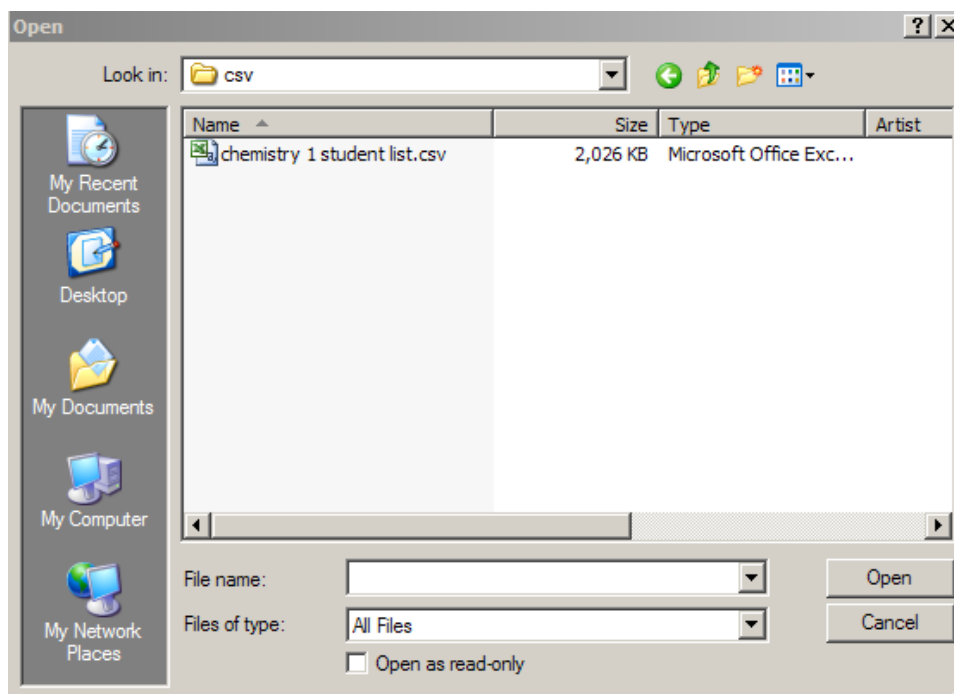 Open
Look in: csv
Name Size Type Artist
chemistry 1 student list.csv 2,026 KB Microsoft Office Exc...
My Recent
Documents
Desktop
My Documents
My Computer
My Network
Places
File name: Open
Files of type: All Files Cancel
Open as read-only